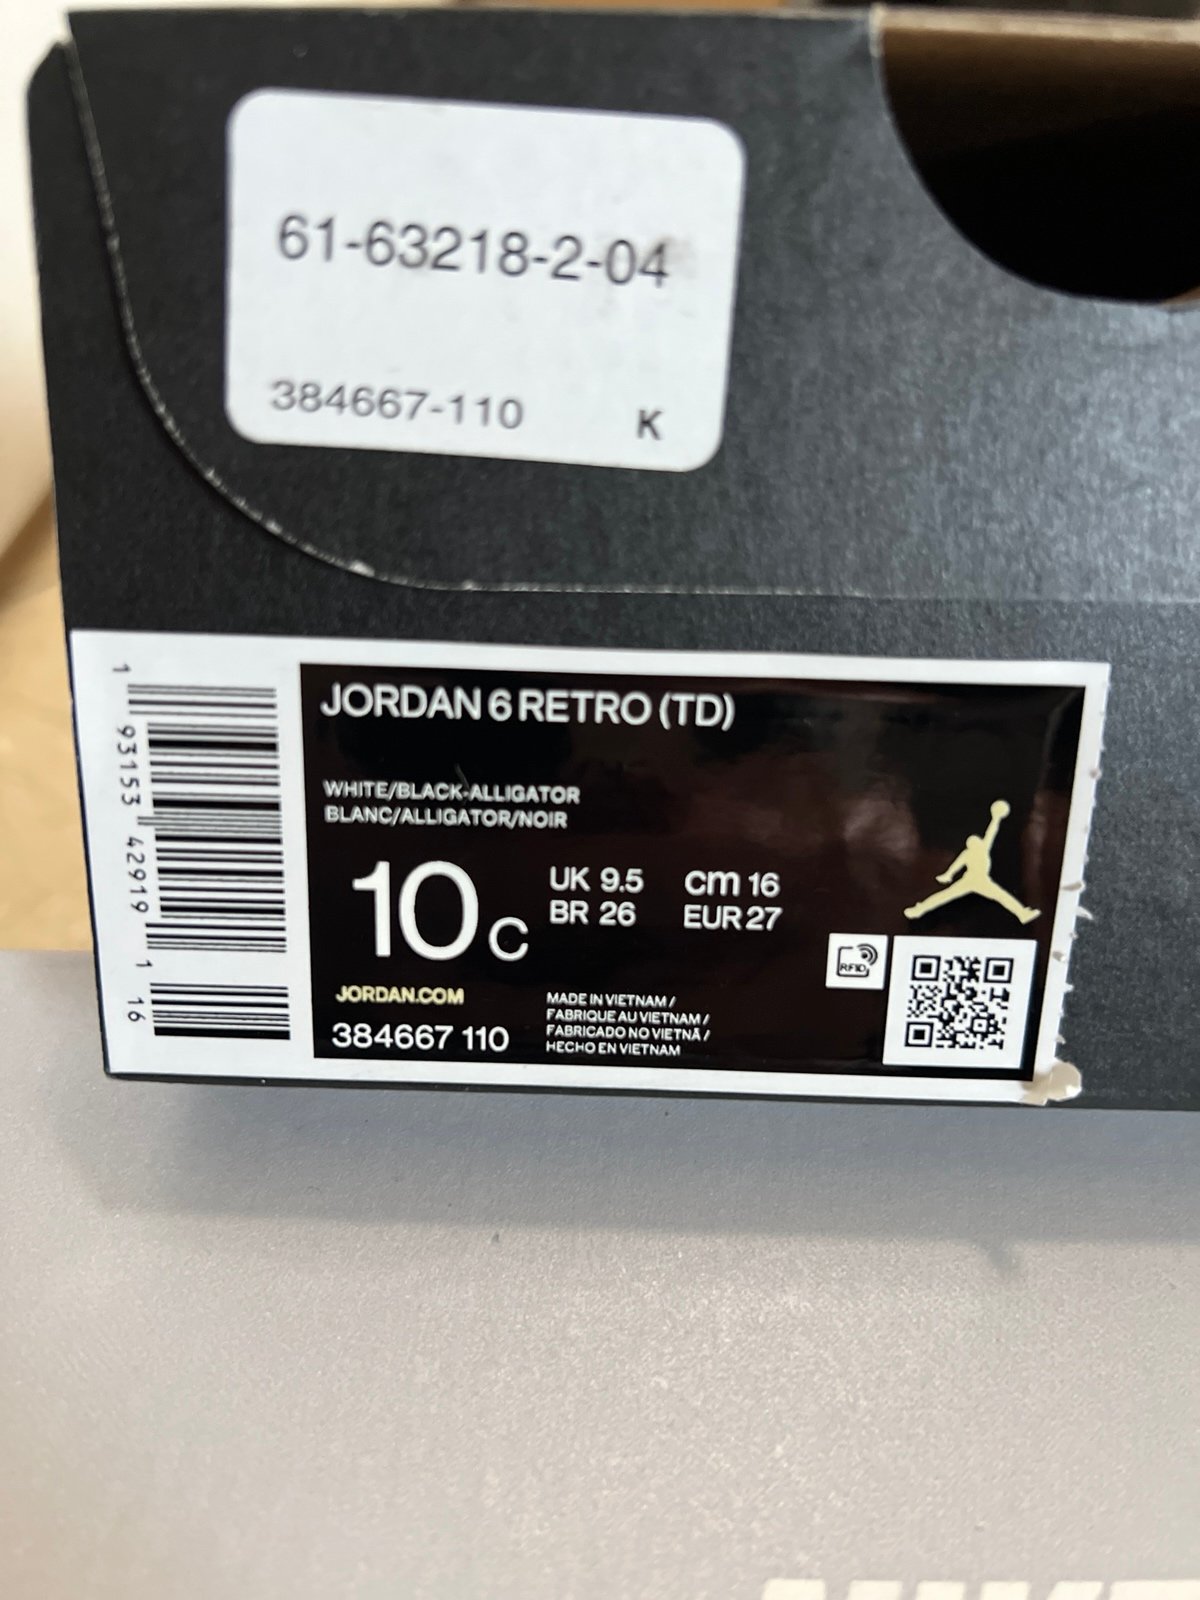 61-63218-2-04
384667-110 K
JORDAN 6 RETRO (TD)
WHITE/BLACK-ALLIGATOR
BLANC/ALLIGATOR/NOIR
10 C
UK 9.5 cm 16
BR 26 EUR 27
JORDAN.COM
384667 110
MADE IN VIETNAM /
FABRIQUE AU VIETNAM /
FABRICADO NO VIETNÃ /
HECHO EN VIETNAM
RFID
1 93153 42919 1 16